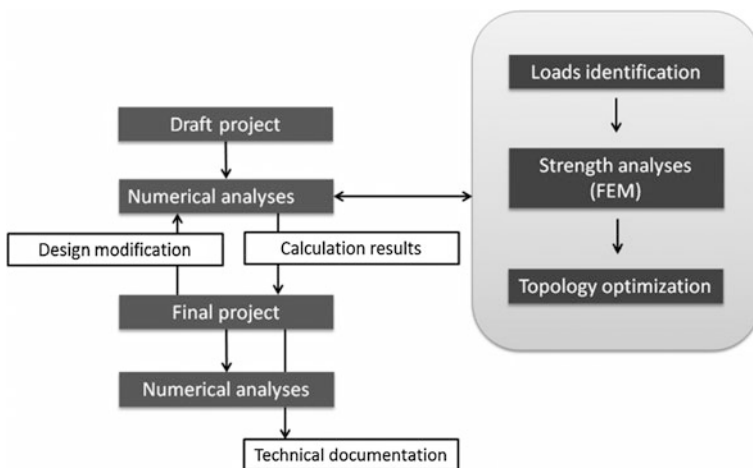 Draft project
Numerical analyses
Design modification
Calculation results
Final project
Numerical analyses
Technical documentation
Loads identification
Strength analyses
(FEM)
Topology optimization